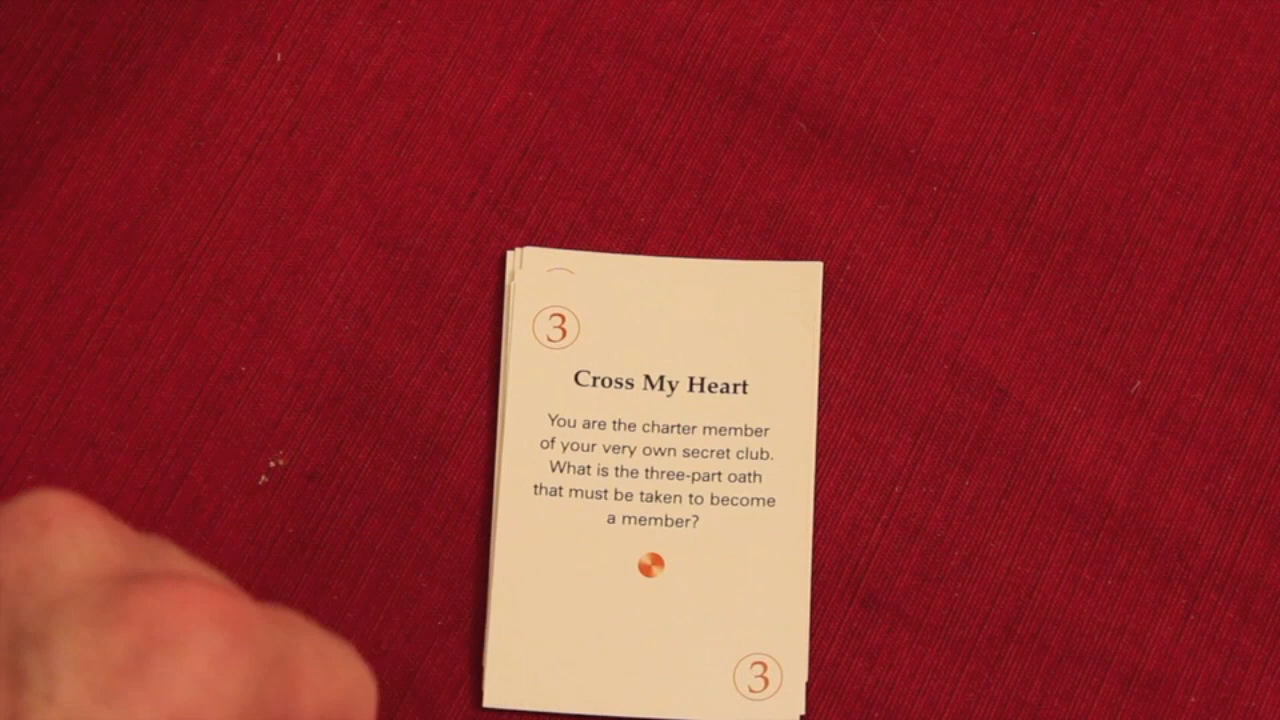 3
Cross My Heart
You are the charter member
of your very own secret club.
What is the three-part oath
that must be taken to become
a member?
3